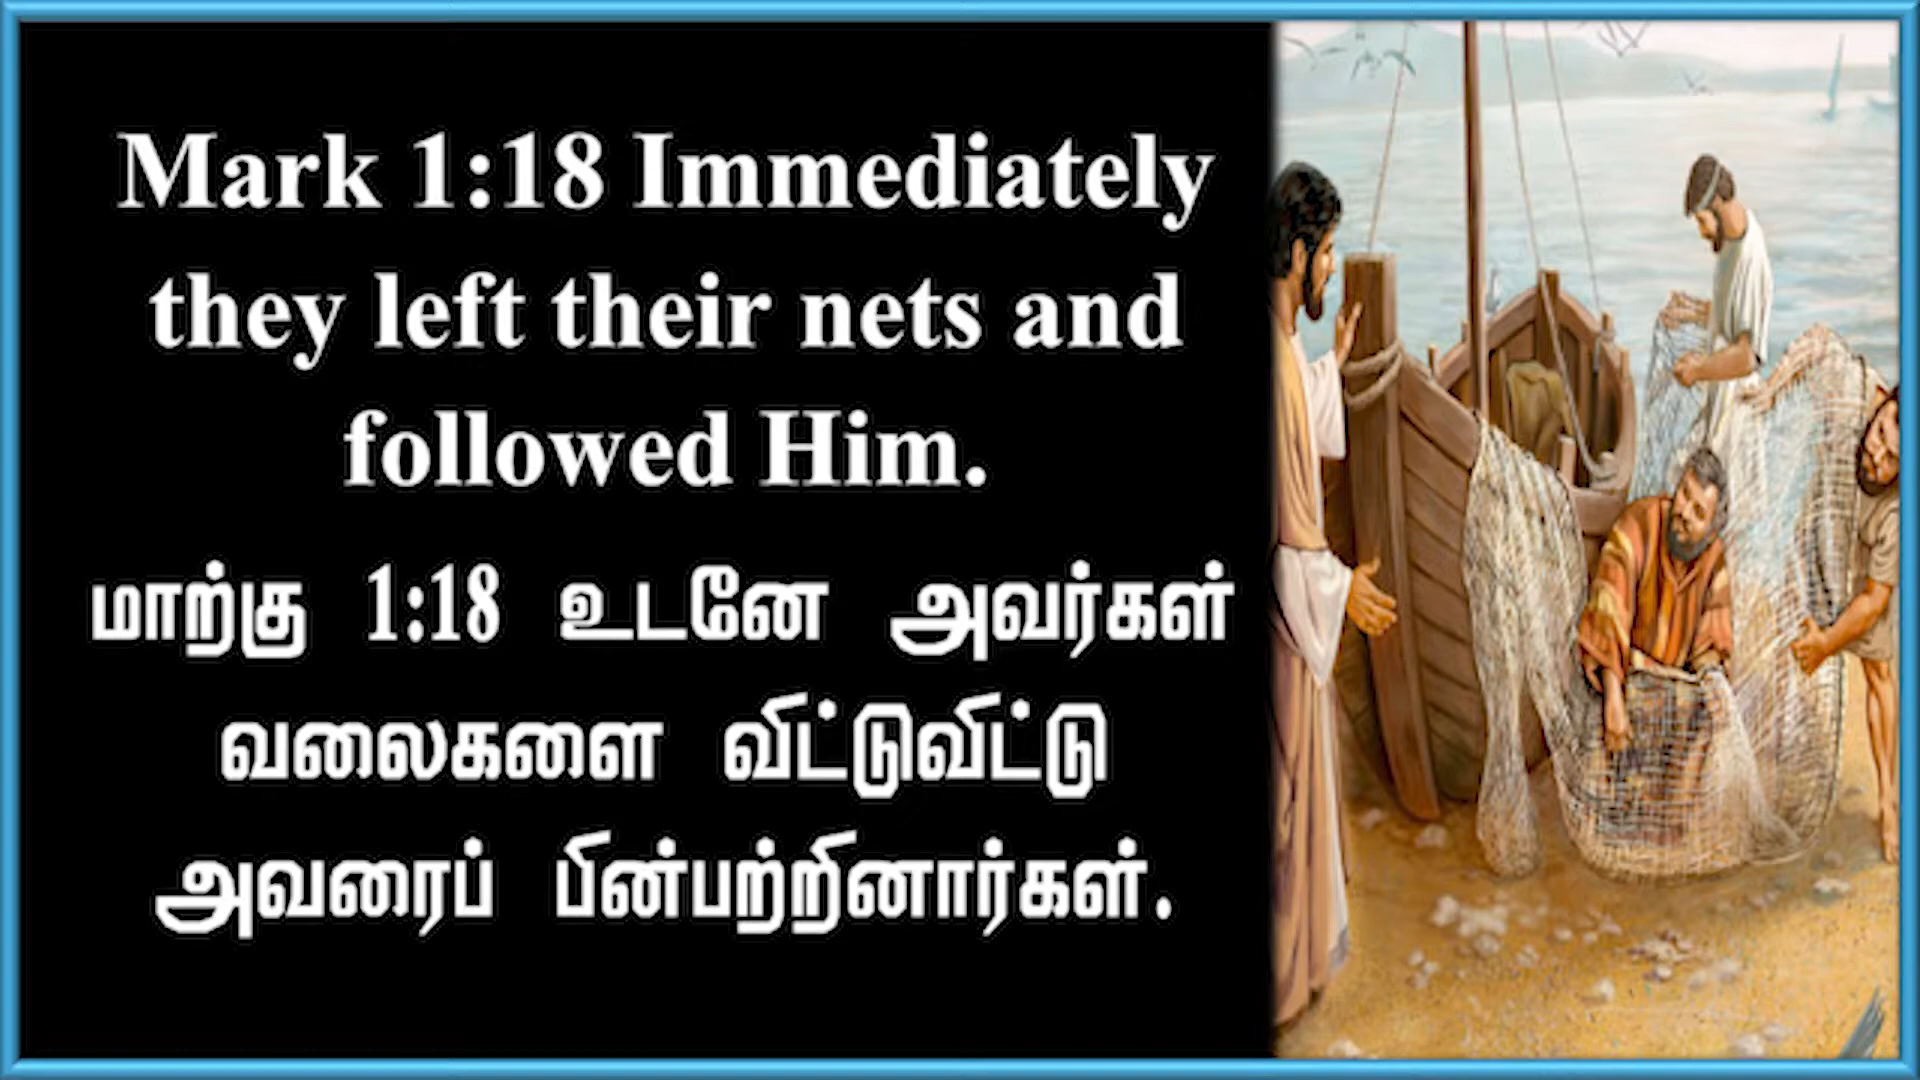 Mark 1:18 Immediately
they left their nets and
followed Him.
மாற்கு 1:18 உடனே அவர்கள்
வலைகளை விட்டுவிட்டு
அவரைப் பின்பற்றினார்கள்.